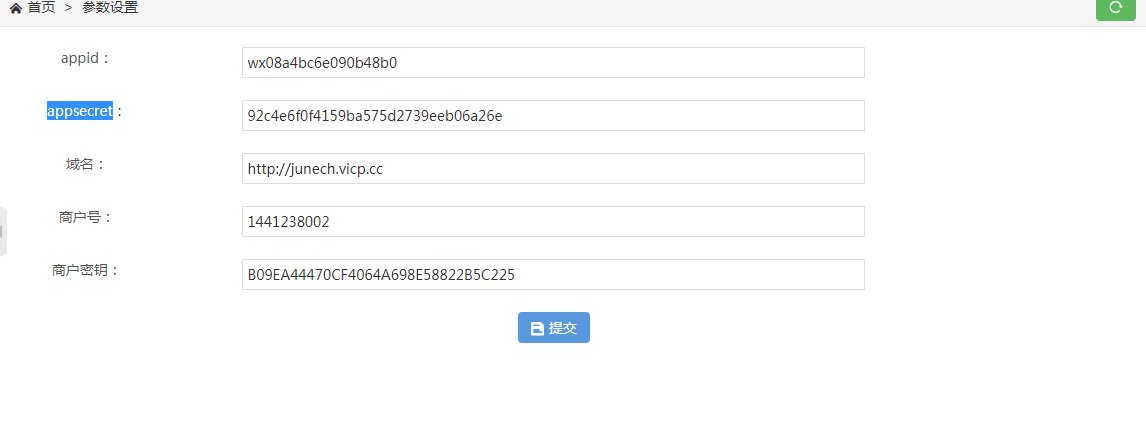 首页 > 参数设置
appid： wx08a4bc6e090b48b0
appsecret： 92c4e6f0f4159ba575d2739eeb06a26e
域名： http://junech.vicp.cc
商户号： 1441238002
商户密钥： B09EA44470CF4064A698E58822B5C225
提交